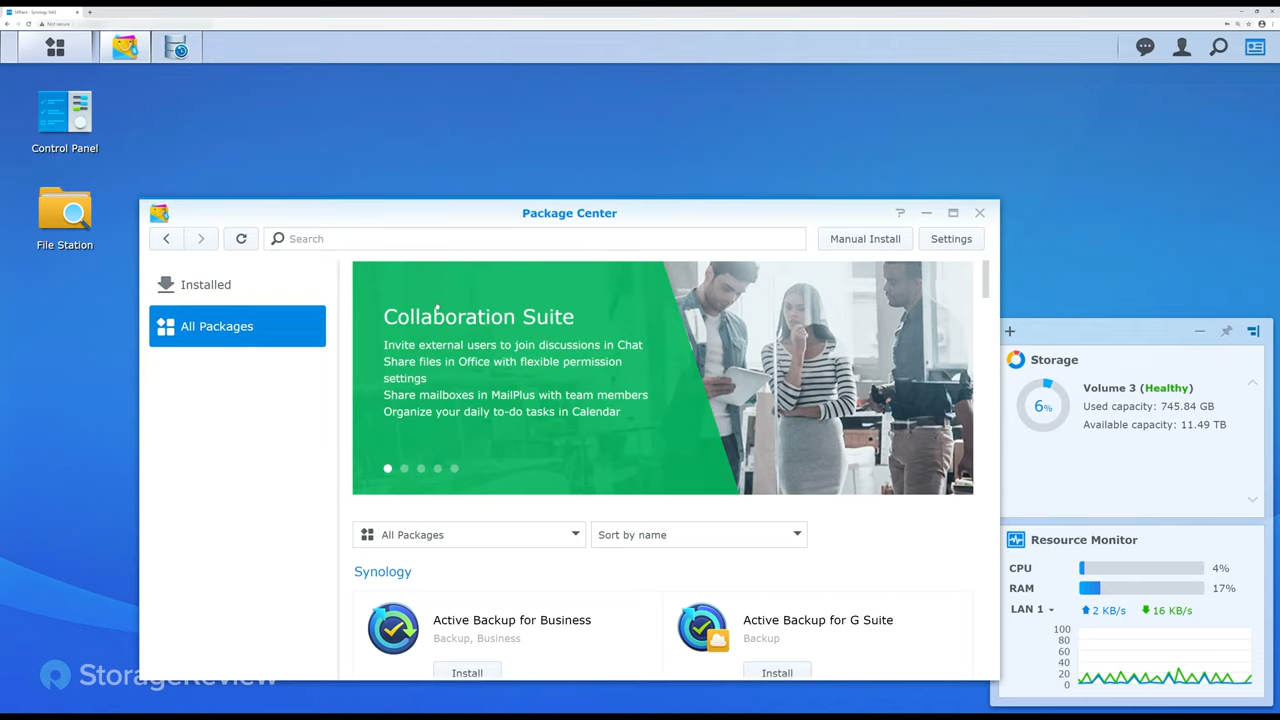 Not secure
Control Panel
File Station
Package Center
Search
Manual Install
Settings
Installed
All Packages
Collaboration Suite
Invite external users to join discussions in Chat
Share files in Office with flexible permission
settings
Share mailboxes in MailPlus with team members
Organize your daily to-do tasks in Calendar
All Packages
Sort by name
Synology
Active Backup for Business
Backup, Business
Install
Active Backup for G Suite
Backup
Install
Storage
Volume 3 (Healthy)
6%
Used capacity: 745.84 GB
Available capacity: 11.49 TB
Resource Monitor
CPU 4%
RAM 17%
LAN 1 2 KB/s 16 KB/s
100
80
60
40
20
0
StorageReview